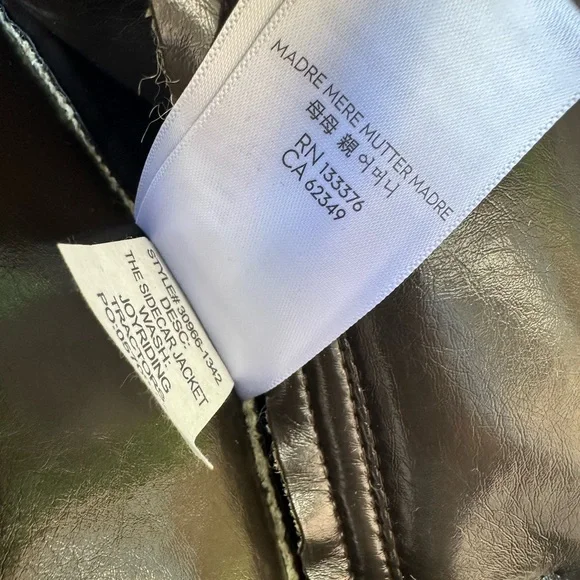 MADRE MERE MUTTER MADRE
母母 親 어머니
RN 133376
CA 62349
STYLE# 30906-1342
DESC:
THE SIDECAR JACKET
WASH:
JOYRIDING